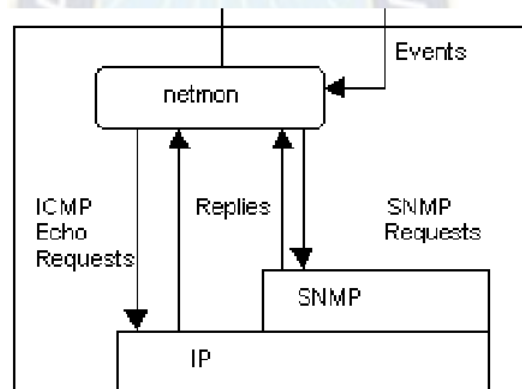 Events
netmon
ICMP
Echo
Requests
Replies
SNMP
Requests
SNMP
IP